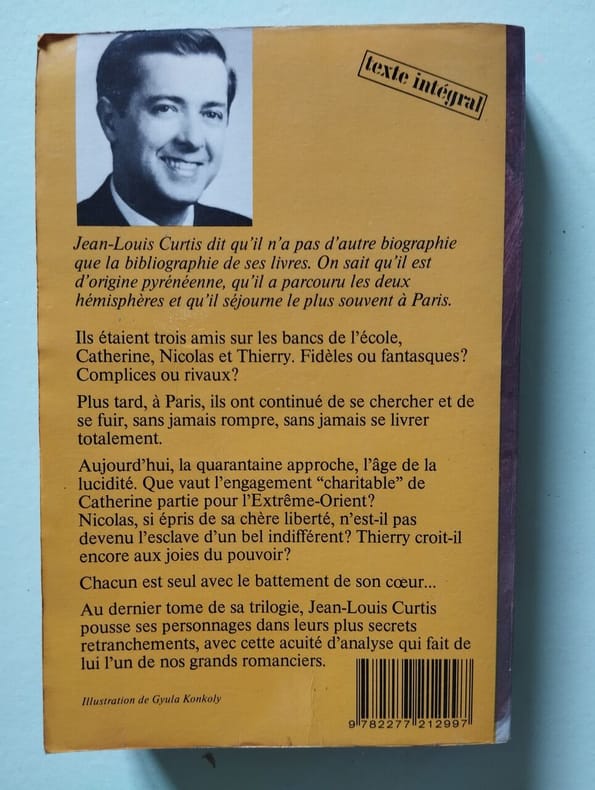 texte intégral
Jean-Louis Curtis dit qu'il n'a pas d'autre biographie
que la bibliographie de ses livres. On sait qu'il est
d'origine pyrénéenne, qu'il a parcouru les deux
hémisphères et qu'il séjourne le plus souvent à Paris.
Ils étaient trois amis sur les bancs de l'école,
Catherine, Nicolas et Thierry. Fidèles ou fantasques?
Complices ou rivaux?
Plus tard, à Paris, ils ont continué de se chercher et de
se fuir, sans jamais rompre, sans jamais se livrer
totalement.
Aujourd'hui, la quarantaine approche, l'âge de la
lucidité. Que vaut l'engagement “charitable” de
Catherine partie pour l'Extrême-Orient?
Nicolas, si épris de sa chère liberté, n'est-il pas
devenu l'esclave d'un bel indifférent? Thierry croit-il
encore aux joies du pouvoir?
Chacun est seul avec le battement de son cœur...
Au dernier tome de sa trilogie, Jean-Louis Curtis
pousse ses personnages dans leurs plus secrets
retranchements, avec cette acuité d'analyse qui fait de
lui l'un de nos grands romanciers.
Illustration de Gyula Konkoly
9 782277 212997